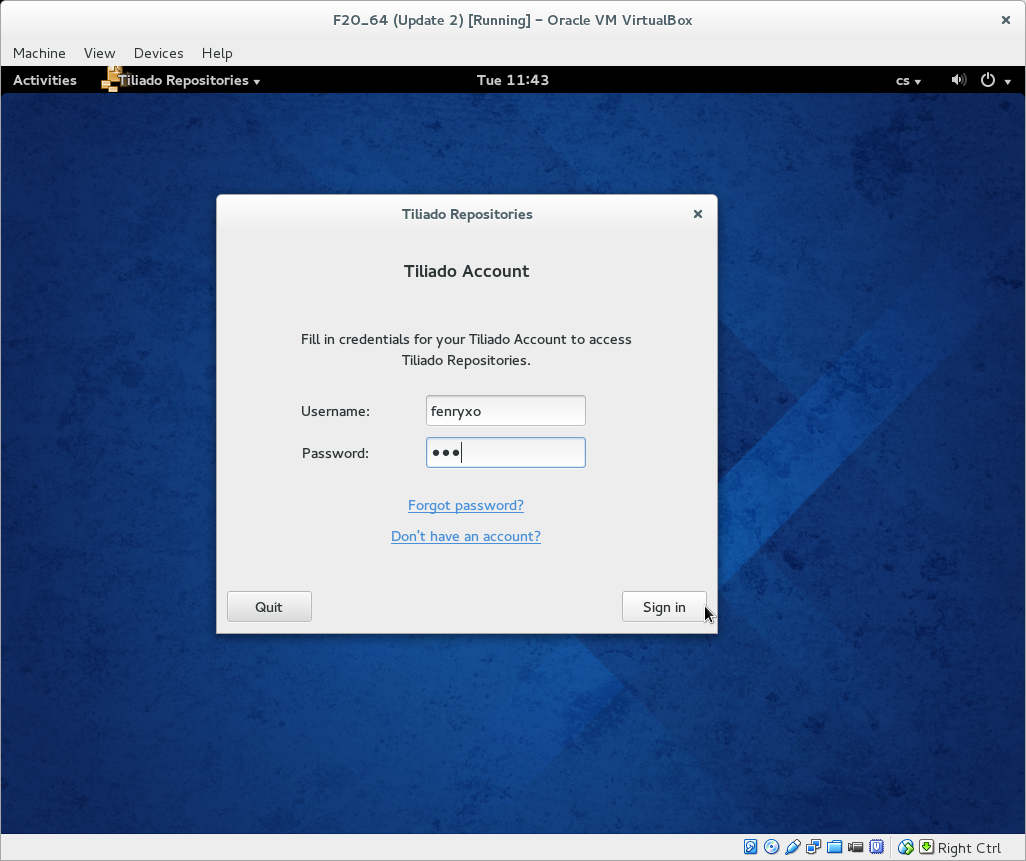 F20_64 (Update 2) [Running] – Oracle VM VirtualBox
Machine View Devices Help
Activities Tiliado Repositories Tue 11:43 cs
Tiliado Repositories
Tiliado Account
Fill in credentials for your Tiliado Account to access
Tiliado Repositories.
Username: fenryxo
Password: •••
Forgot password?
Don't have an account?
Quit Sign in
Right Ctrl